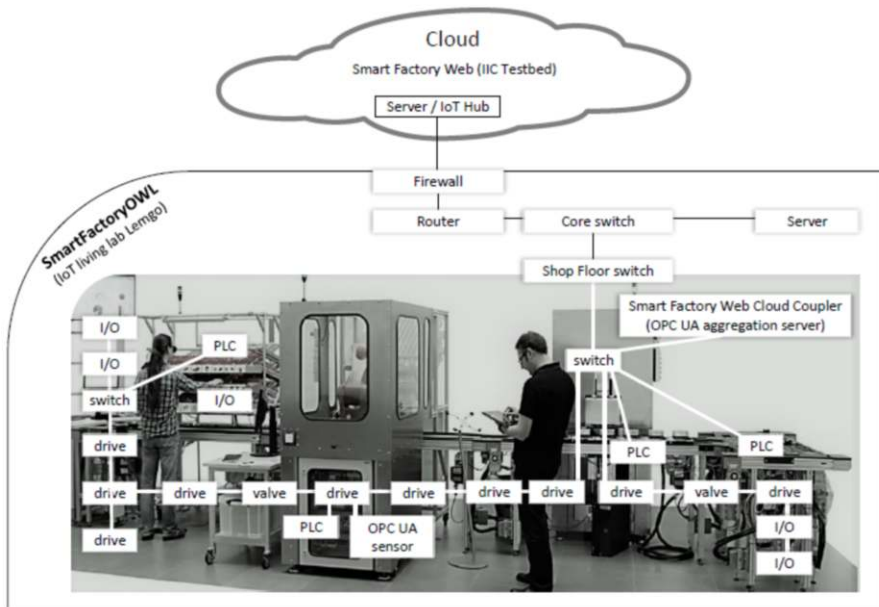 Cloud
Smart Factory Web (IIC Testbed)
Server / IoT Hub
Firewall
Router
Core switch
Server
SmartFactoryOWL
(IoT living lab Lemgo)
Shop Floor switch
Smart Factory Web Cloud Coupler
(OPC UA aggregation server)
I/O
PLC
I/O
switch
switch
I/O
drive
PLC
PLC
drive
drive
valve
drive
drive
drive
drive
drive
valve
drive
PLC
OPC UA
sensor
I/O
drive
I/O